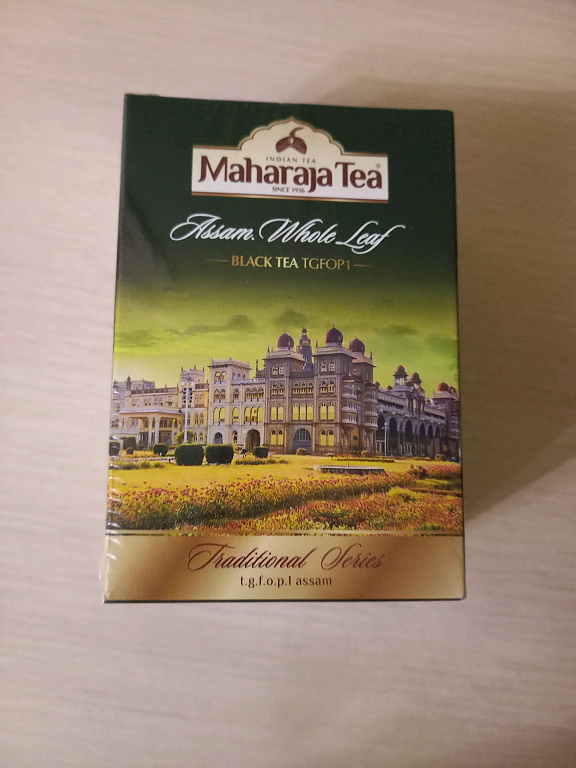 INDIAN TEA
Maharaja Tea®
SINCE 1936
Assam. Whole Leaf
BLACK TEA TGFOP1
Traditional Series
t.g.f.o.p.1 assam